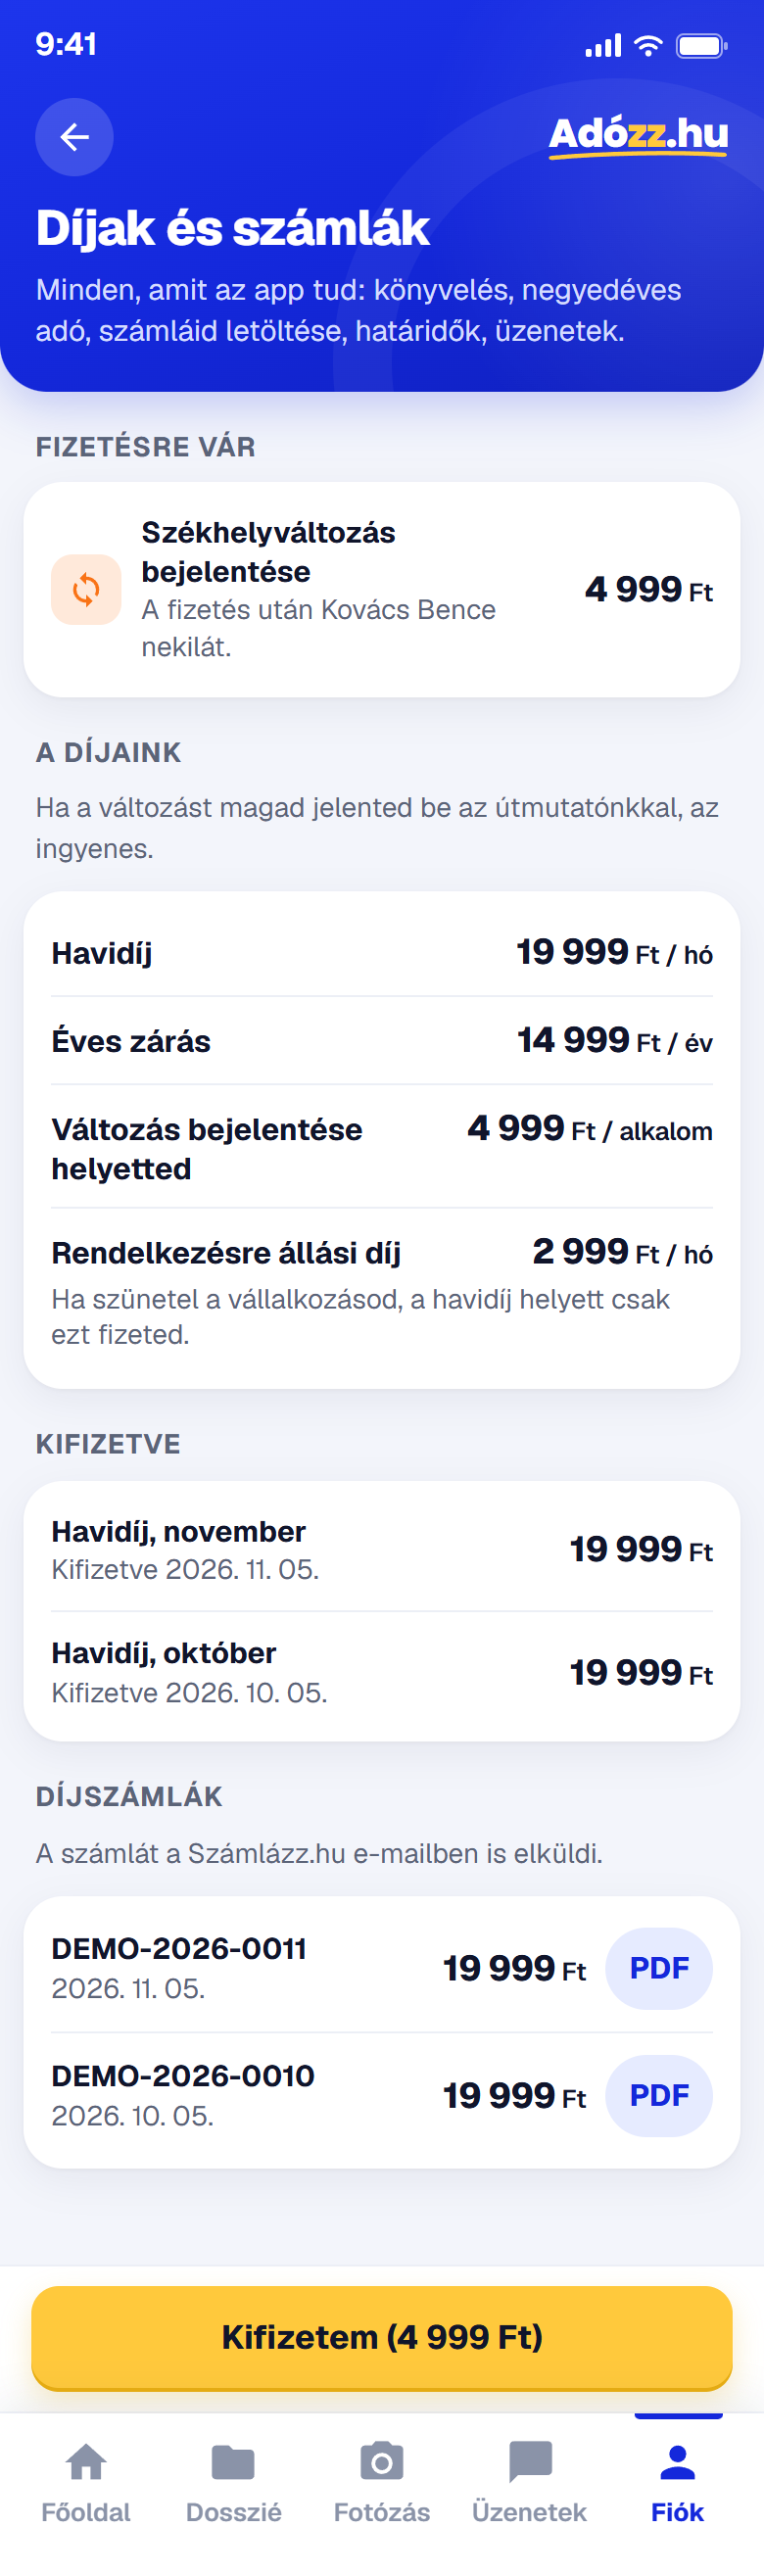 9:41
Adózz.hu
Díjak és számlák
Minden, amit az app tud: könyvelés, negyedéves
adó, számláid letöltése, határidők, üzenetek.
FIZETÉSRE VÁR
Székhelyváltozás
bejelentése
A fizetés után Kovács Bence
nekilát.
4 999 Ft
A DÍJAINK
Ha a változást magad jelented be az útmutatónkkal, az
ingyenes.
Havidíj 19 999 Ft / hó
Éves zárás 14 999 Ft / év
Változás bejelentése 4 999 Ft / alkalom
helyetted
Rendelkezésre állási díj 2 999 Ft / hó
Ha szünetel a vállalkozásod, a havidíj helyett csak
ezt fizeted.
KIFIZETVE
Havidíj, november
Kifizetve 2026. 11. 05.
19 999 Ft
Havidíj, október
Kifizetve 2026. 10. 05.
19 999 Ft
DÍJSZÁMLÁK
A számlát a Számlázz.hu e-mailben is elküldi.
DEMO-2026-0011
2026. 11. 05.
19 999 Ft PDF
DEMO-2026-0010
2026. 10. 05.
19 999 Ft PDF
Kifizetem (4 999 Ft)
Főoldal Dosszié Fotózás Üzenetek Fiók